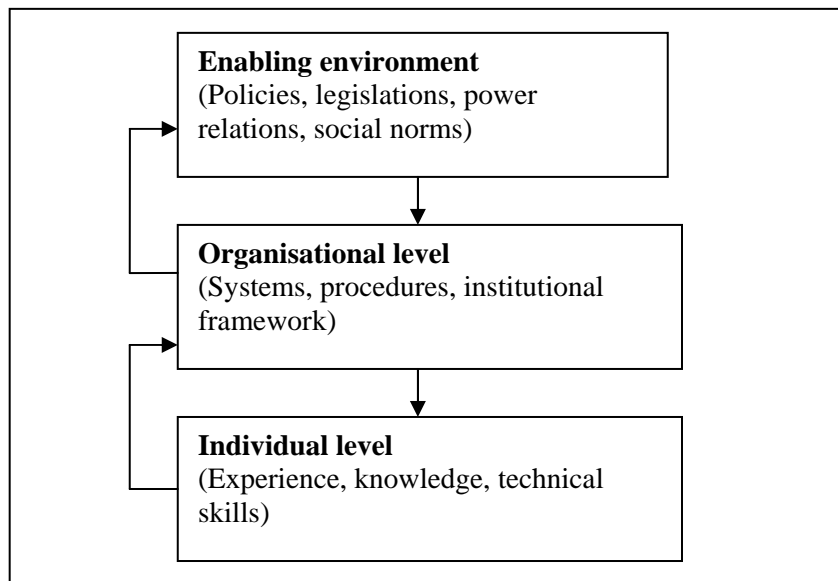 Enabling environment
(Policies, legislations, power
relations, social norms)
Organisational level
(Systems, procedures, institutional
framework)
Individual level
(Experience, knowledge, technical
skills)